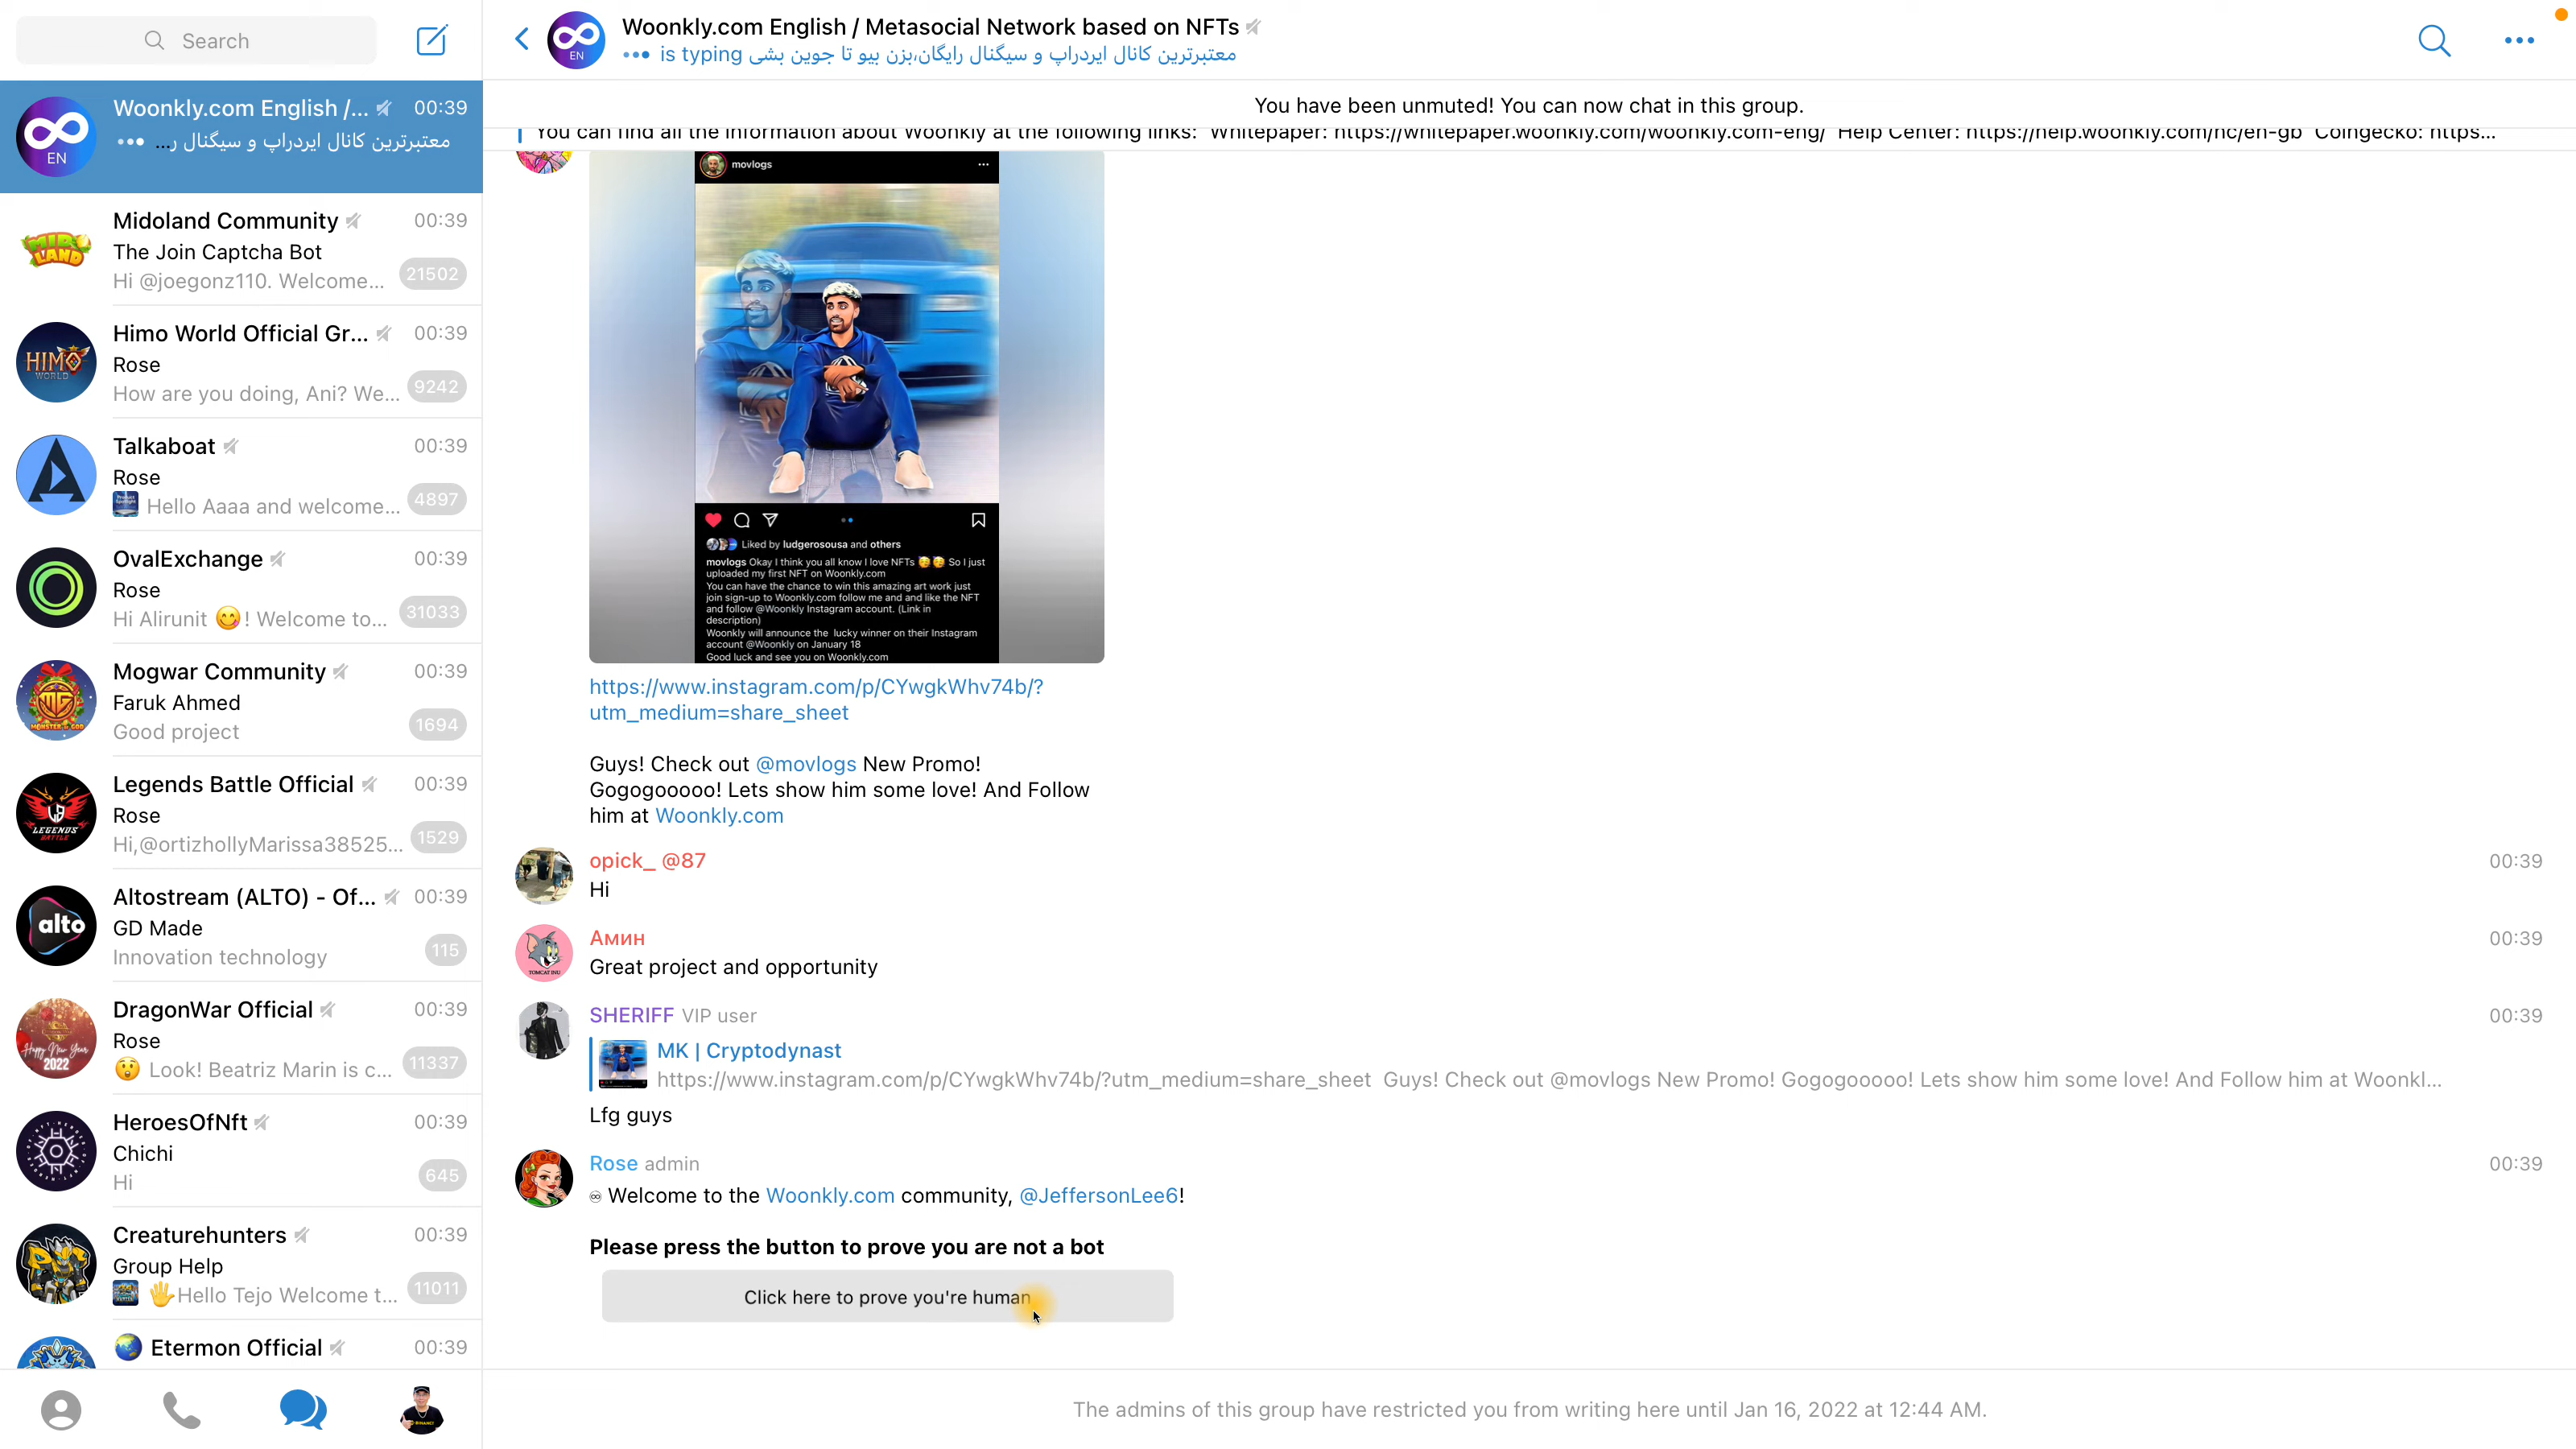 Search
Woonkly.com English /... 00:39
معتبرترین کانال ایردراپ و سیگنال ر...
EN
Midoland Community 00:39
The Join Captcha Bot
Hi @joegonz110. Welcome... 21502
Himo World Official Gr... 00:39
Rose
How are you doing, Ani? We... 9242
HIMO
WORLD
Talkaboat 00:39
Rose
Hello Aaaa and welcome... 4897
OvalExchange 00:39
Rose
Hi Alirunit 😋! Welcome to... 31033
Mogwar Community 00:39
Faruk Ahmed
Good project 1694
Legends Battle Official 00:39
Rose
Hi,@ortizhollyMarissa38525... 1529
LEGENDS
BATTLE
Altostream (ALTO) - Of... 00:39
GD Made
Innovation technology 115
alto
DragonWar Official 00:39
Rose
😲 Look! Beatriz Marin is c... 11337
Happy New Year
2022
HeroesOfNft 00:39
Chichi
Hi 645
Creaturehunters 00:39
Group Help
🖐Hello Tejo Welcome t... 11011
🌏 Etermon Official 00:39
EN
Woonkly.com English / Metasocial Network based on NFTs
معتبرترین کانال ایردراپ و سیگنال رایگان،بزن بیو تا جوین بشی is typing
You have been unmuted! You can now chat in this group.
You can find all the information about Woonkly at the following links: Whitepaper: https://whitepaper.woonkly.com/woonkly.com-eng/ Help Center: https://help.woonkly.com/hc/en-gb Coingecko: https...
movlogs
Liked by ludgerosousa and others
movlogs Okay I think you all know I love NFTs 🥳🥳 So I just
uploaded my first NFT on Woonkly.com
You can have the chance to win this amazing art work just
join sign-up to Woonkly.com follow me and and like the NFT
and follow @Woonkly Instagram account. (Link in
description)
Woonkly will announce the lucky winner on their Instagram
account @Woonkly on January 18
Good luck and see you on Woonkly.com
https://www.instagram.com/p/CYwgkWhv74b/?
utm_medium=share_sheet
Guys! Check out @movlogs New Promo!
Gogogooooo! Lets show him some love! And Follow
him at Woonkly.com
opick_ @87 00:39
Hi
Амин 00:39
Great project and opportunity
TOMCAT INU
SHERIFF VIP user 00:39
MK | Cryptodynast
https://www.instagram.com/p/CYwgkWhv74b/?utm_medium=share_sheet Guys! Check out @movlogs New Promo! Gogogooooo! Lets show him some love! And Follow him at Woonkl...
Lfg guys
Rose admin 00:39
♾ Welcome to the Woonkly.com community, @JeffersonLee6!
Please press the button to prove you are not a bot
Click here to prove you're human
The admins of this group have restricted you from writing here until Jan 16, 2022 at 12:44 AM.